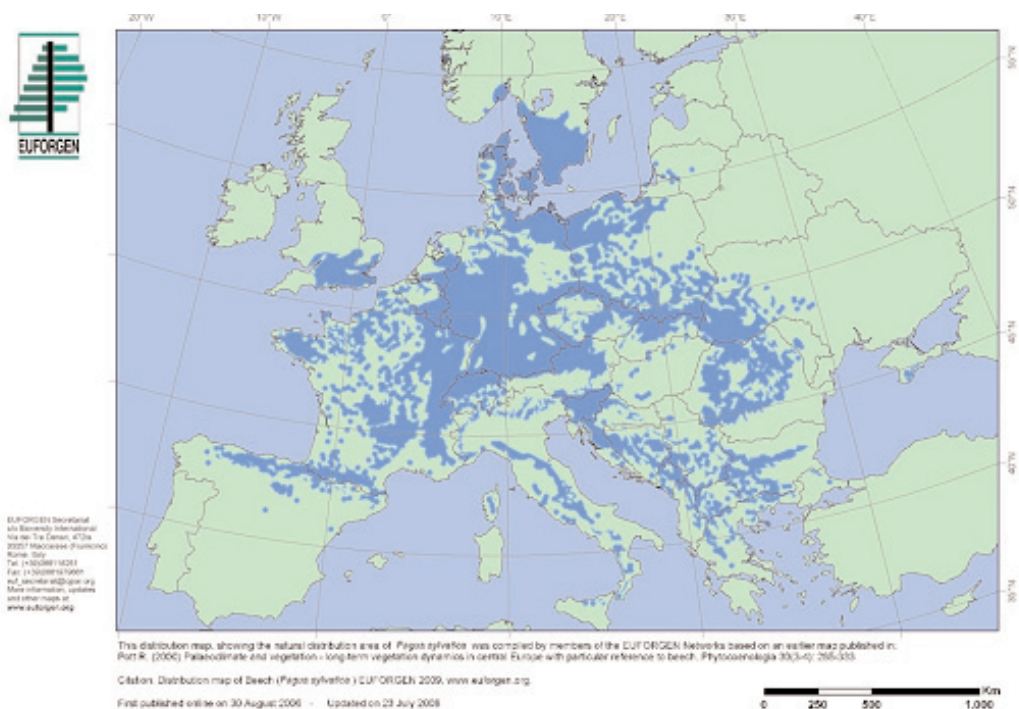 20°W 10°W 0° 10°E 20°E 30°E 40°E
EUFORGEN
55°N
50°N
45°N
40°N
35°N
EUFORGEN Secretariat
c/o Bioversity International
Via dei Tre Denari, 472/a
Rome, Italy
More information, updates
and other maps at:
www.euforgen.org
This distribution map, showing the natural distribution area of Fagus sylvatica was compiled by members of the EUFORGEN Networks based on an earlier map published in:
Pott R. (2000) Palaeoclimate and vegetation - long-term vegetation dynamics in central Europe with particular reference to beech. Phytocoenologia 30(3-4): 285-333
Citation: Distribution map of Beech (Fagus sylvatica) EUFORGEN 2009, www.euforgen.org.
First published online on 30 August 2006 - Updated on 23 July 2008
Km
0 250 500 1,000